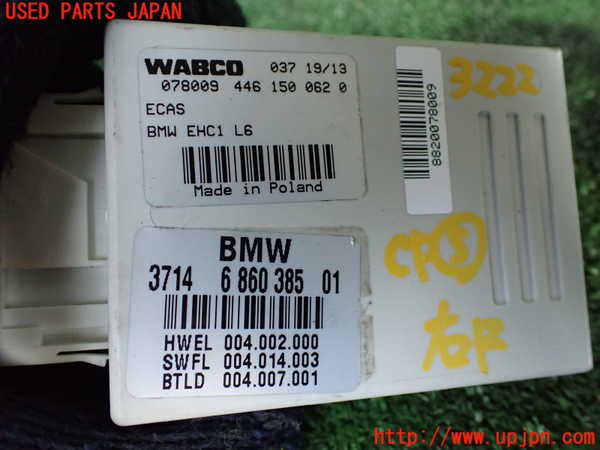 USED PARTS JAPAN
WABCO 037 19/13
078009 446 150 062 0
ECAS
BMW EHC1 L6
Made in Poland
8820078009
3222
BMW
3714 6 860 385 01
HWEL 004.002.000
SWFL 004.014.003
BTLD 004.007.001
CP⑤
UPJ http://www.upjpn.com/